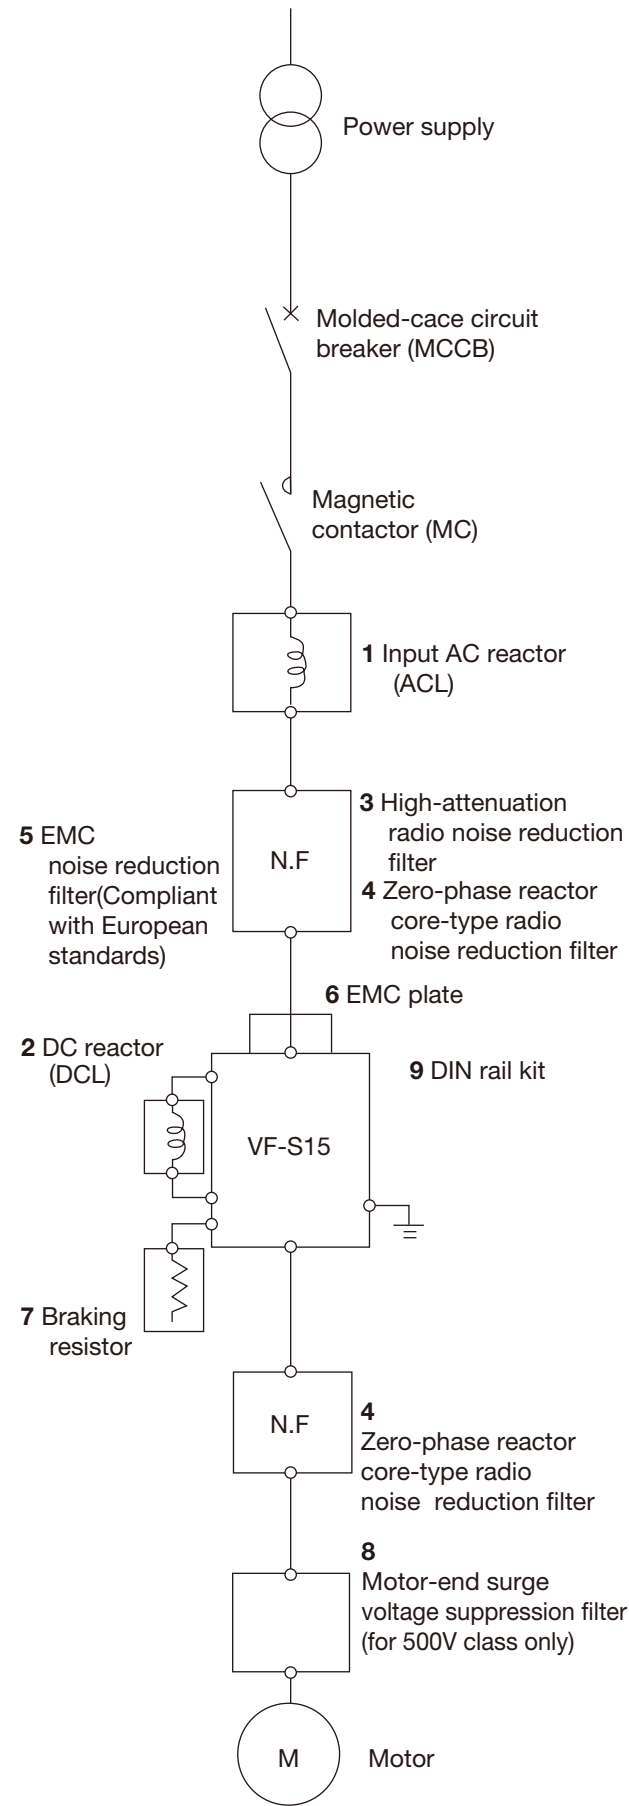 Power supply
Molded-cace circuit
breaker (MCCB)
Magnetic
contactor (MC)
1 Input AC reactor
(ACL)
5 EMC
noise reduction
filter(Compliant
with European
standards)
N.F
3 High-attenuation
radio noise reduction
filter
4 Zero-phase reactor
core-type radio
noise reduction filter
6 EMC plate
2 DC reactor
(DCL)
9 DIN rail kit
VF-S15
7 Braking
resistor
N.F
4
Zero-phase reactor
core-type radio
noise reduction filter
8
Motor-end surge
voltage suppression filter
(for 500V class only)
M
Motor